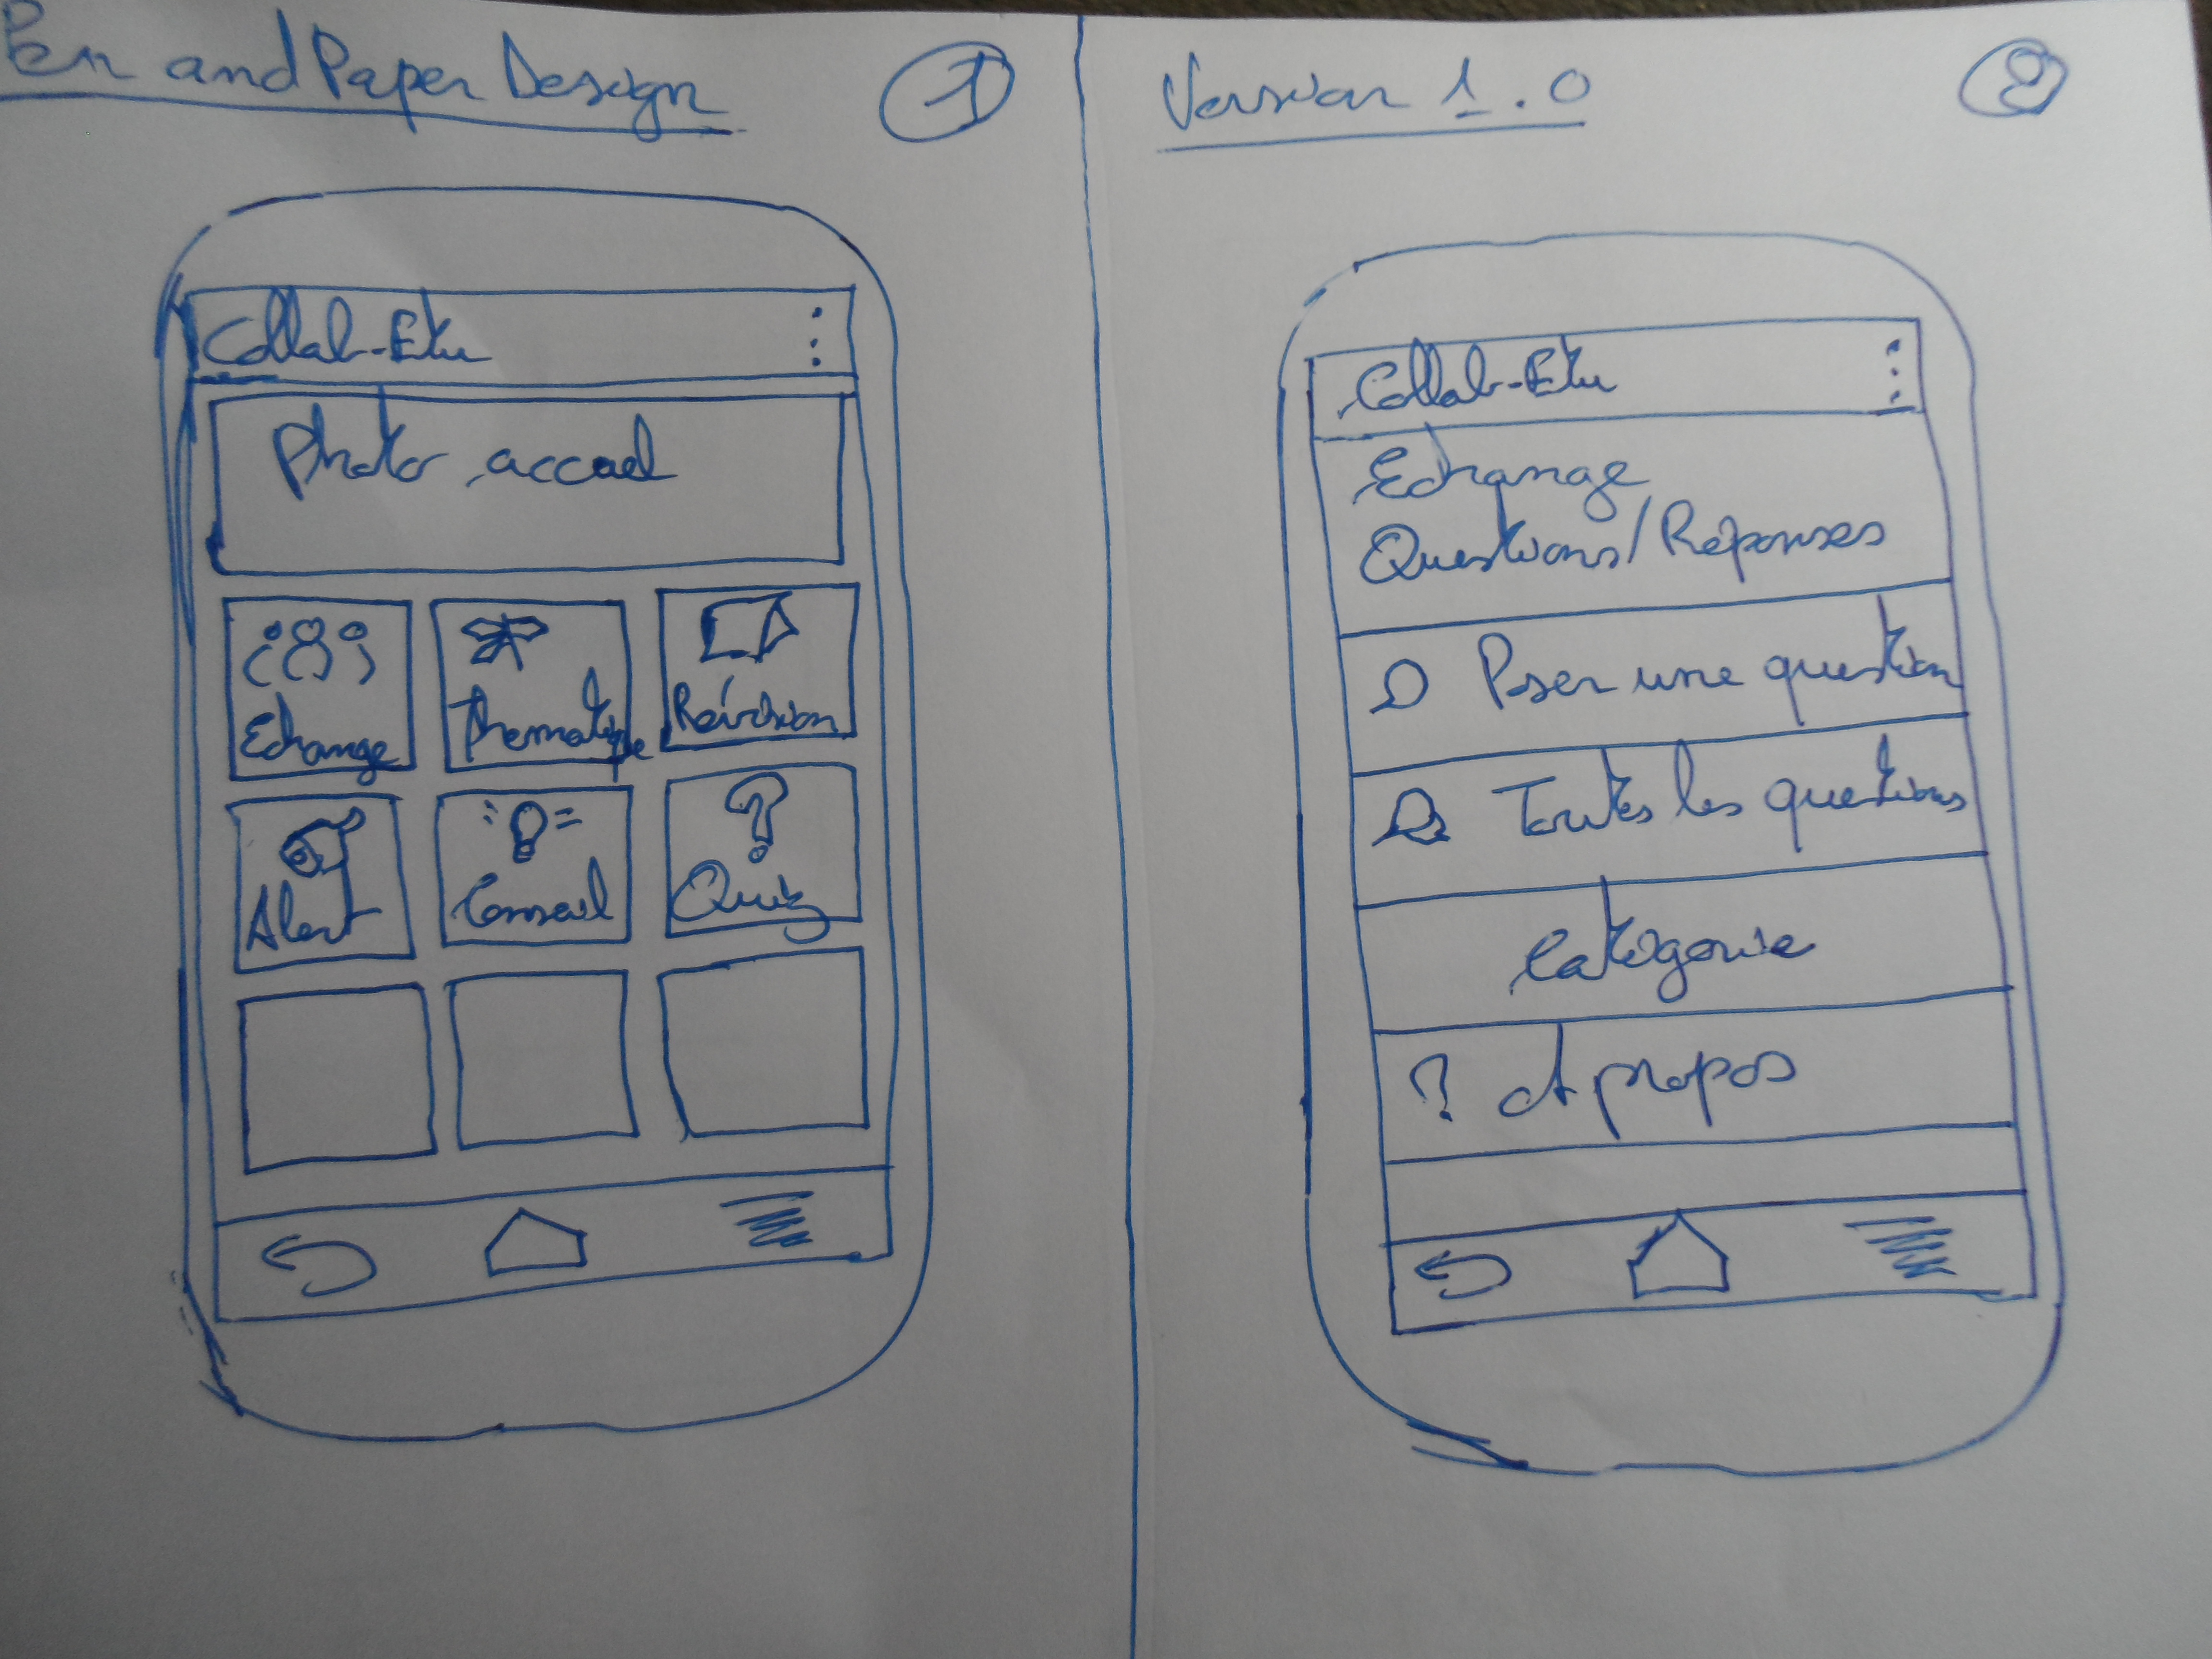 Pen and Paper Design
1
Collab-Etu
Photo accueil
Echange
Thematique
Révision
Alert
Conseil
Quiz
Version 1.0
2
Collab-Etu
Echange
Questions/Réponses
Poser une question
Toutes les questions
Catégorie
? A propos